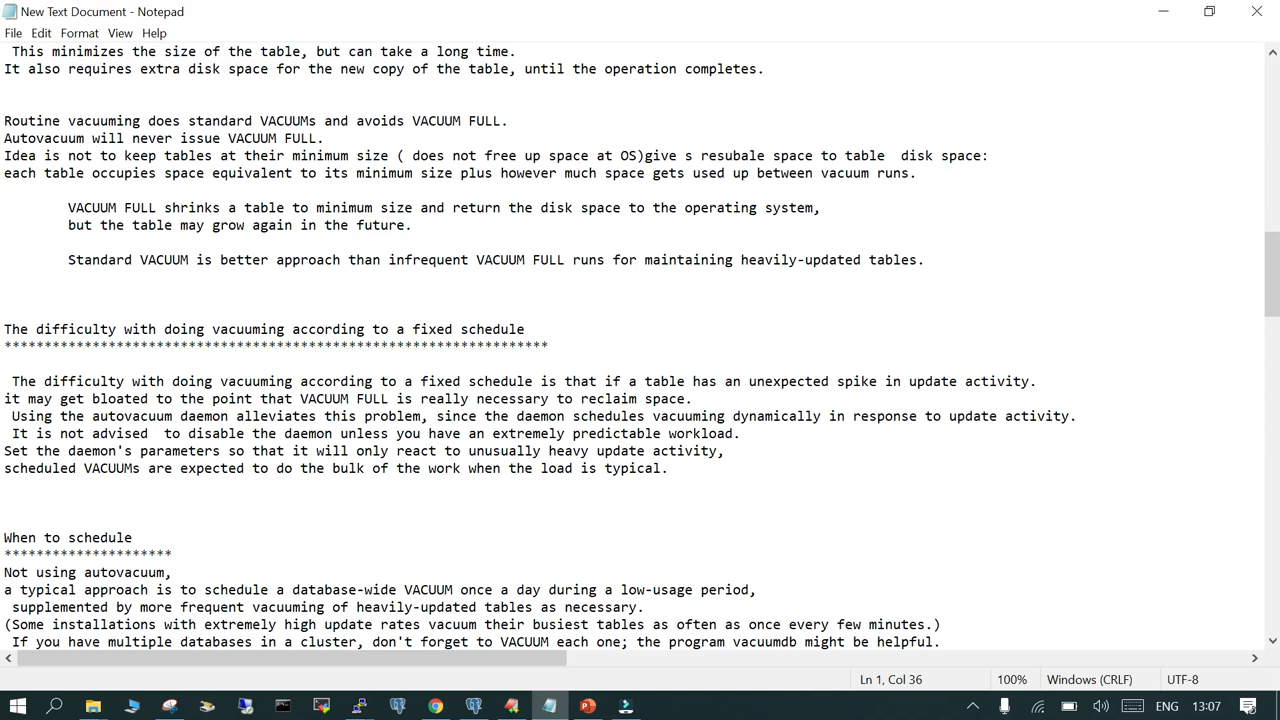 New Text Document - Notepad
File Edit Format View Help
This minimizes the size of the table, but can take a long time.
It also requires extra disk space for the new copy of the table, until the operation completes.
Routine vacuuming does standard VACUUMs and avoids VACUUM FULL.
Autovacuum will never issue VACUUM FULL.
Idea is not to keep tables at their minimum size ( does not free up space at OS)give s resubale space to table  disk space:
each table occupies space equivalent to its minimum size plus however much space gets used up between vacuum runs.
VACUUM FULL shrinks a table to minimum size and return the disk space to the operating system,
but the table may grow again in the future.
Standard VACUUM is better approach than infrequent VACUUM FULL runs for maintaining heavily-updated tables.
The difficulty with doing vacuuming according to a fixed schedule
********************************************************************
The difficulty with doing vacuuming according to a fixed schedule is that if a table has an unexpected spike in update activity.
it may get bloated to the point that VACUUM FULL is really necessary to reclaim space.
Using the autovacuum daemon alleviates this problem, since the daemon schedules vacuuming dynamically in response to update activity.
It is not advised  to disable the daemon unless you have an extremely predictable workload.
Set the daemon's parameters so that it will only react to unusually heavy update activity,
scheduled VACUUMs are expected to do the bulk of the work when the load is typical.
When to schedule
*********************
Not using autovacuum,
a typical approach is to schedule a database-wide VACUUM once a day during a low-usage period,
supplemented by more frequent vacuuming of heavily-updated tables as necessary.
(Some installations with extremely high update rates vacuum their busiest tables as often as once every few minutes.)
If you have multiple databases in a cluster, don't forget to VACUUM each one; the program vacuumdb might be helpful.
Ln 1, Col 36 100% Windows (CRLF) UTF-8
ENG 13:07